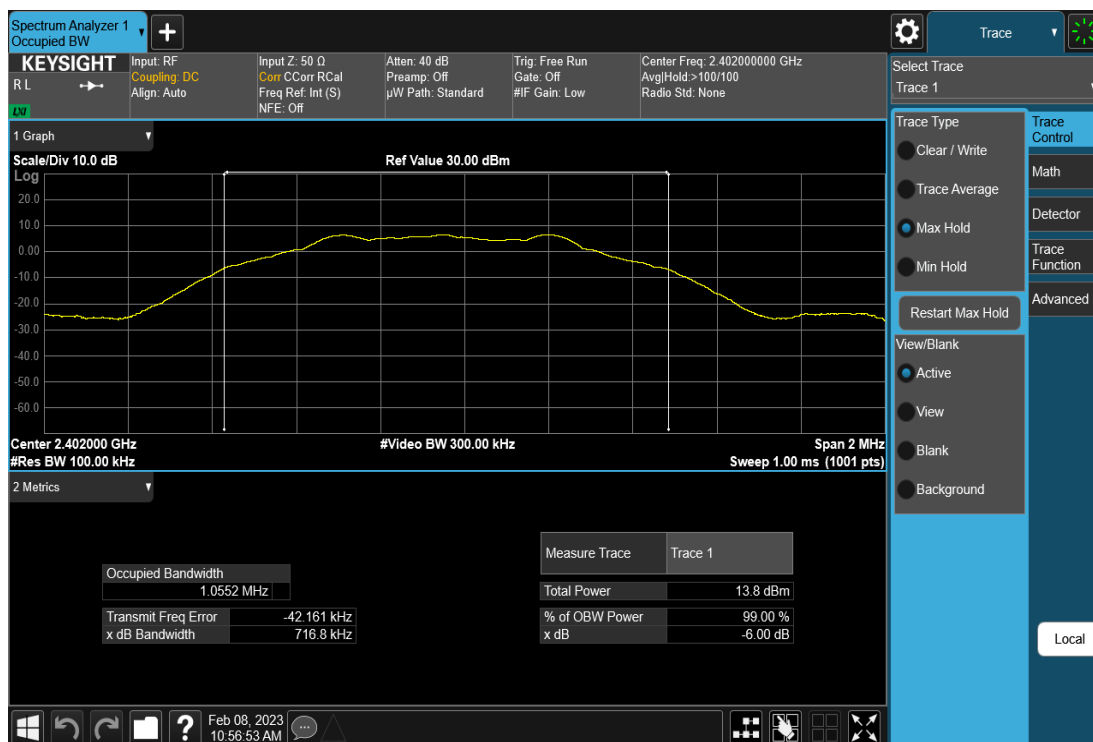 Spectrum Analyzer 1
Occupied BW
Trace
KEYSIGHT
R L
LXI
Input: RF
Coupling: DC
Align: Auto
Input Z: 50 Ω
Corr CCorr RCal
Freq Ref: Int (S)
NFE: Off
Atten: 40 dB
Preamp: Off
µW Path: Standard
Trig: Free Run
Gate: Off
#IF Gain: Low
Center Freq: 2.402000000 GHz
Avg|Hold:>100/100
Radio Std: None
Select Trace
Trace 1
1 Graph
Scale/Div 10.0 dB
Ref Value 30.00 dBm
Log
20.0
10.0
0.00
-10.0
-20.0
-30.0
-40.0
-50.0
-60.0
Center 2.402000 GHz
#Video BW 300.00 kHz
Span 2 MHz
#Res BW 100.00 kHz
Sweep 1.00 ms (1001 pts)
Trace Type
Clear / Write
Trace Average
Max Hold
Min Hold
Restart Max Hold
View/Blank
Active
View
Blank
Background
Trace
Control
Math
Detector
Trace
Function
Advanced
Local
2 Metrics
Measure Trace Trace 1
Occupied Bandwidth
1.0552 MHz
Total Power 13.8 dBm
Transmit Freq Error -42.161 kHz
% of OBW Power 99.00 %
x dB Bandwidth 716.8 kHz
x dB -6.00 dB
?
Feb 08, 2023
10:56:53 AM